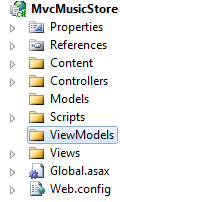 MvcMusicStore
Properties
References
Content
Controllers
Models
Scripts
ViewModels
Views
Global.asax
Web.config